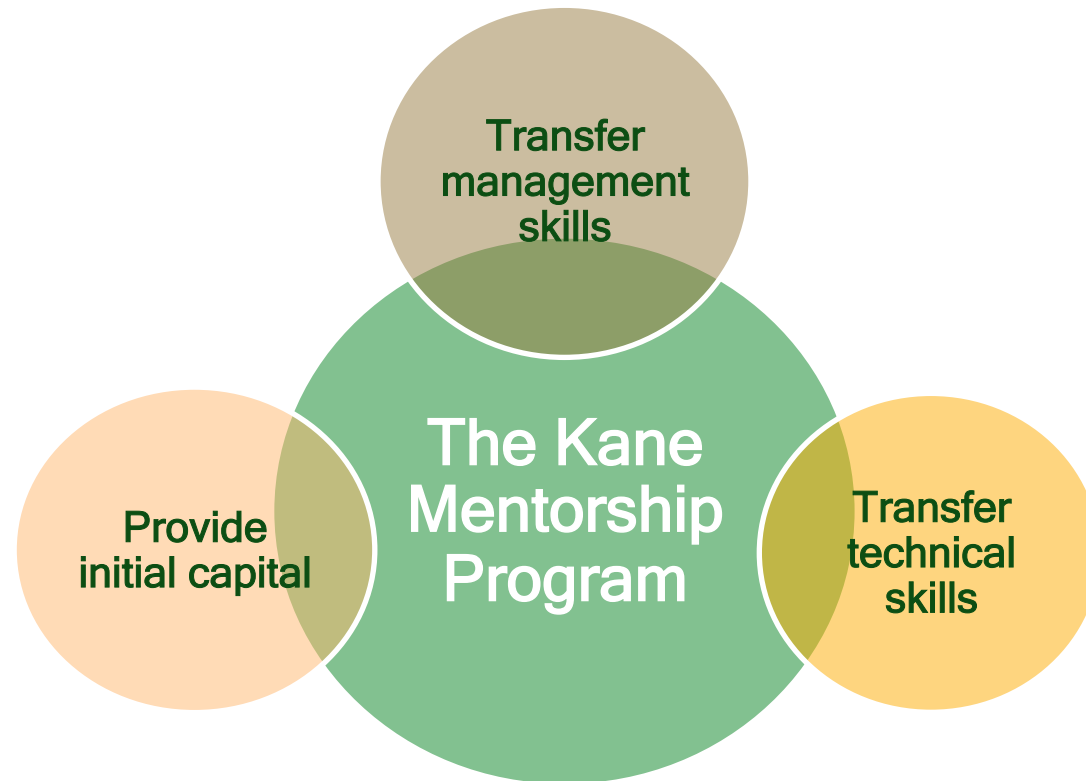 Transfer
management
skills
The Kane
Mentorship
Program
Provide
initial capital
Transfer
technical
skills